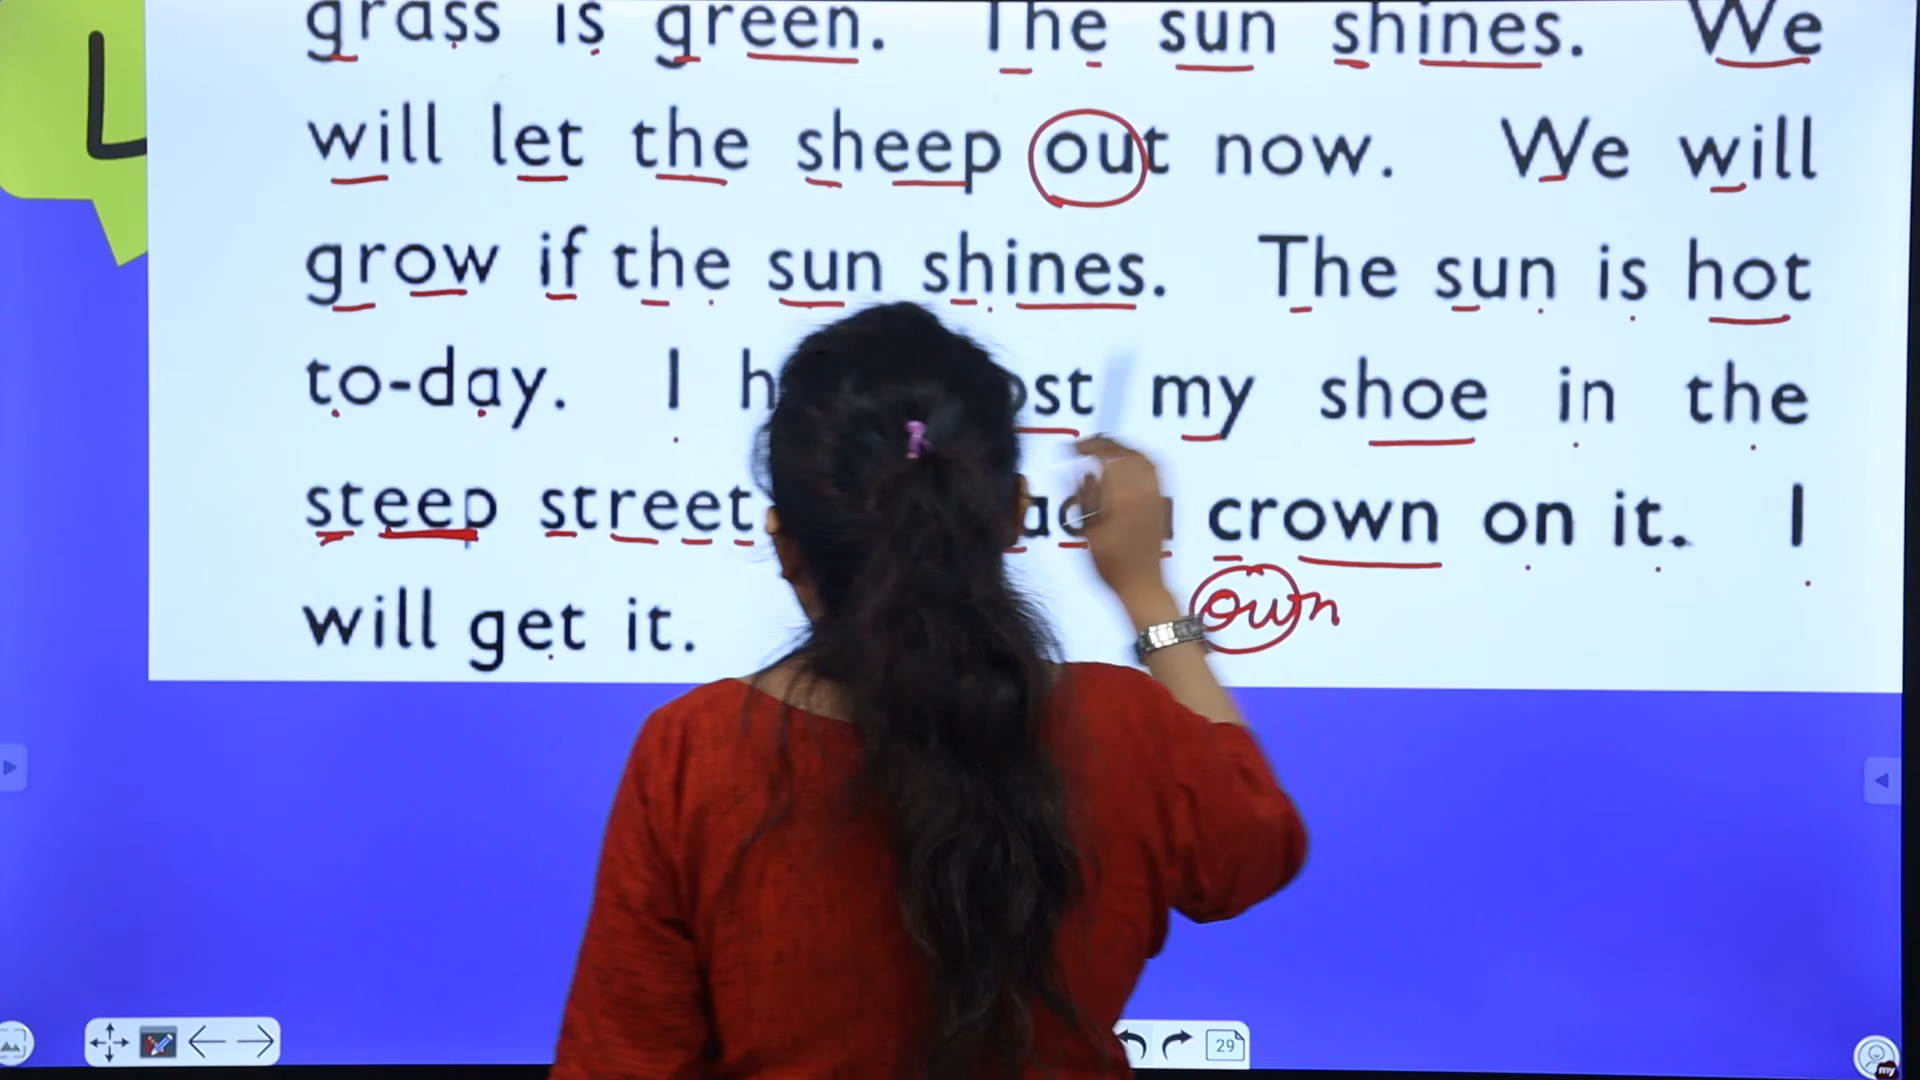 grass is green. The sun shines. We
will let the sheep out now. We will
grow if the sun shines. The sun is hot
to-day. I my shoe in the
steep street crown on it. I
will get it.
own
29
my